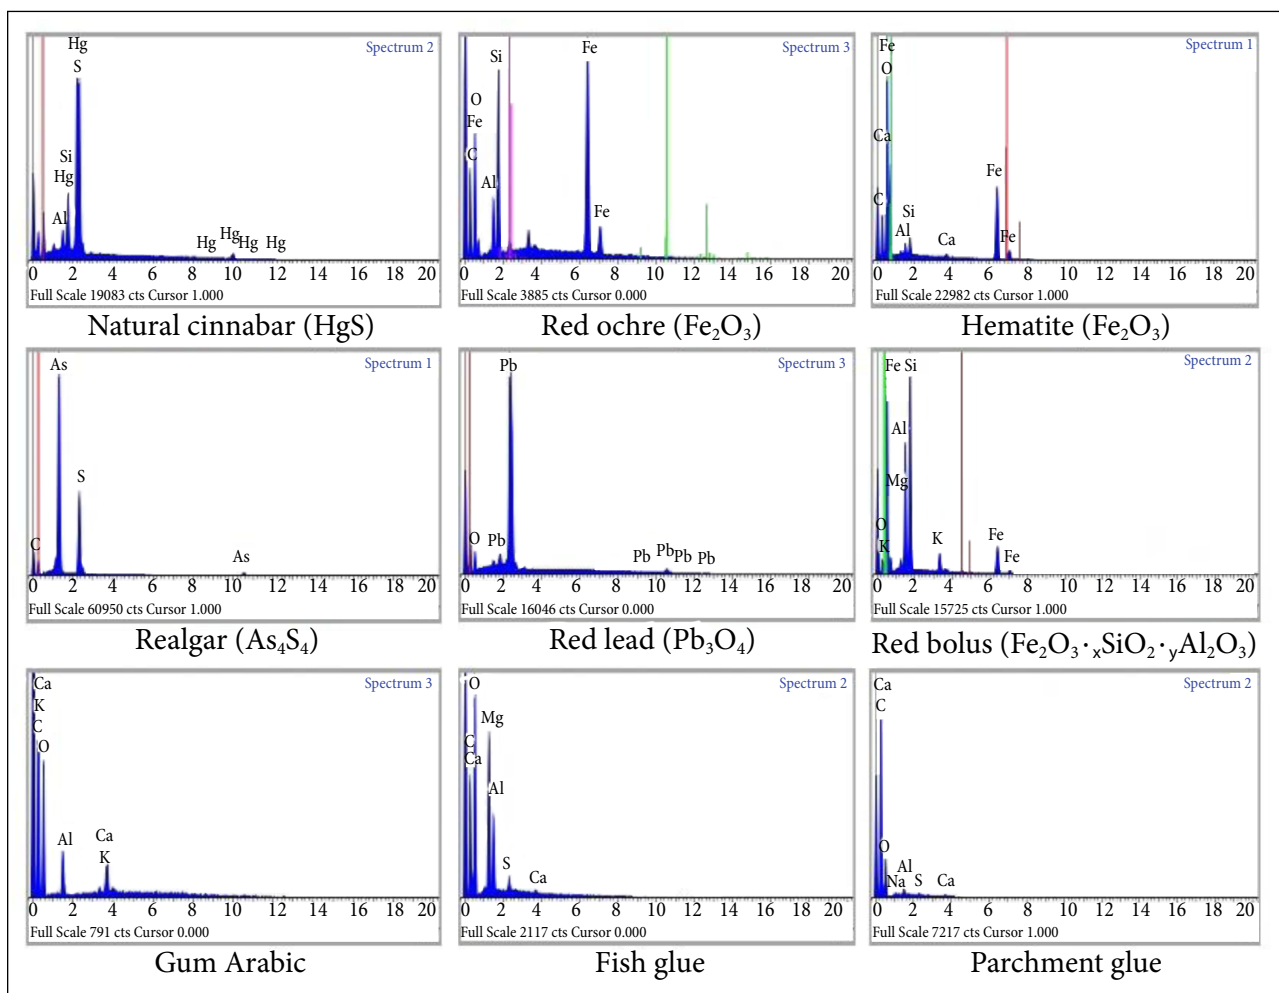 Hg
S
Si
Hg
Al
Hg Hg Hg Hg
Spectrum 2
0 2 4 6 8 10 12 14 16 18 20
Full Scale 19083 cts Cursor 1.000
Natural cinnabar (HgS)
Fe
Si
O
Fe
C
Al
Fe
Spectrum 3
0 2 4 6 8 10 12 14 16 18 20
Full Scale 3885 cts Cursor 0.000
Red ochre (Fe₂O₃)
Fe
O
Ca
C
Si
Al
Ca
Fe
Fe
Spectrum 1
0 2 4 6 8 10 12 14 16 18 20
Full Scale 22982 cts Cursor 1.000
Hematite (Fe₂O₃)
As
S
C
As
Spectrum 1
0 2 4 6 8 10 12 14 16 18 20
Full Scale 60950 cts Cursor 1.000
Realgar (As₄S₄)
Pb
O Pb
Pb Pb Pb Pb
Spectrum 3
0 2 4 6 8 10 12 14 16 18 20
Full Scale 16046 cts Cursor 0.000
Red lead (Pb₃O₄)
Fe Si
Al
Mg
O
K
K
Fe
Fe
Spectrum 2
0 2 4 6 8 10 12 14 16 18 20
Full Scale 15725 cts Cursor 1.000
Red bolus (Fe₂O₃·ₓSiO₂·ᵧAl₂O₃)
Ca
K
C
O
Al
Ca
K
Spectrum 3
0 2 4 6 8 10 12 14 16 18 20
Full Scale 791 cts Cursor 0.000
Gum Arabic
O
Mg
C
Ca
Al
S
Ca
Spectrum 2
0 2 4 6 8 10 12 14 16 18 20
Full Scale 2117 cts Cursor 0.000
Fish glue
Ca
C
O
Na
Al
S
Ca
Spectrum 2
0 2 4 6 8 10 12 14 16 18 20
Full Scale 7217 cts Cursor 1.000
Parchment glue